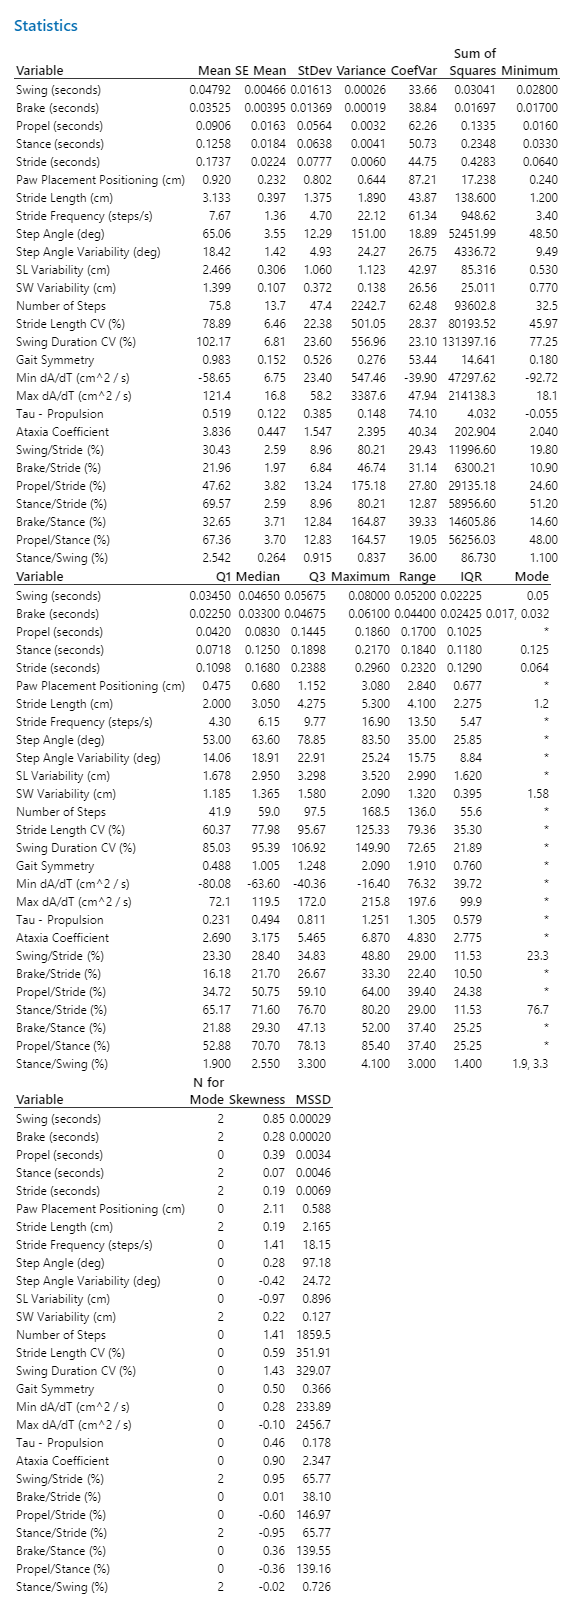 Statistics
Sum of
Variable Mean SE Mean StDev Variance CoefVar Squares Minimum
Swing (seconds) 0.04792 0.00466 0.01613 0.00026 33.66 0.03041 0.02800
Brake (seconds) 0.03525 0.00395 0.01369 0.00019 38.84 0.01697 0.01700
Propel (seconds) 0.0906 0.0163 0.0564 0.0032 62.26 0.1335 0.0160
Stance (seconds) 0.1258 0.0184 0.0638 0.0041 50.73 0.2348 0.0330
Stride (seconds) 0.1737 0.0224 0.0777 0.0060 44.75 0.4283 0.0640
Paw Placement Positioning (cm) 0.920 0.232 0.802 0.644 87.21 17.238 0.240
Stride Length (cm) 3.133 0.397 1.375 1.890 43.87 138.600 1.200
Stride Frequency (steps/s) 7.67 1.36 4.70 22.12 61.34 948.62 3.40
Step Angle (deg) 65.06 3.55 12.29 151.00 18.89 52451.99 48.50
Step Angle Variability (deg) 18.42 1.42 4.93 24.27 26.75 4336.72 9.49
SL Variability (cm) 2.466 0.306 1.060 1.123 42.97 85.316 0.530
SW Variability (cm) 1.399 0.107 0.372 0.138 26.56 25.011 0.770
Number of Steps 75.8 13.7 47.4 2242.7 62.48 93602.8 32.5
Stride Length CV (%) 78.89 6.46 22.38 501.05 28.37 80193.52 45.97
Swing Duration CV (%) 102.17 6.81 23.60 556.96 23.10 131397.16 77.25
Gait Symmetry 0.983 0.152 0.526 0.276 53.44 14.641 0.180
Min dA/dT (cm^2 / s) -58.65 6.75 23.40 547.46 -39.90 47297.62 -92.72
Max dA/dT (cm^2 / s) 121.4 16.8 58.2 3387.6 47.94 214138.3 18.1
Tau - Propulsion 0.519 0.122 0.385 0.148 74.10 4.032 -0.055
Ataxia Coefficient 3.836 0.447 1.547 2.395 40.34 202.904 2.040
Swing/Stride (%) 30.43 2.59 8.96 80.21 29.43 11996.60 19.80
Brake/Stride (%) 21.96 1.97 6.84 46.74 31.14 6300.21 10.90
Propel/Stride (%) 47.62 3.82 13.24 175.18 27.80 29135.18 24.60
Stance/Stride (%) 69.57 2.59 8.96 80.21 12.87 58956.60 51.20
Brake/Stance (%) 32.65 3.71 12.84 164.87 39.33 14605.86 14.60
Propel/Stance (%) 67.36 3.70 12.83 164.57 19.05 56256.03 48.00
Stance/Swing (%) 2.542 0.264 0.915 0.837 36.00 86.730 1.100
Variable Q1 Median Q3 Maximum Range IQR Mode
Swing (seconds) 0.03450 0.04650 0.05675 0.08000 0.05200 0.02225 0.05
Brake (seconds) 0.02250 0.03300 0.04675 0.06100 0.04400 0.02425 0.017, 0.032
Propel (seconds) 0.0420 0.0830 0.1445 0.1860 0.1700 0.1025 *
Stance (seconds) 0.0718 0.1250 0.1898 0.2170 0.1840 0.1180 0.125
Stride (seconds) 0.1098 0.1680 0.2388 0.2960 0.2320 0.1290 0.064
Paw Placement Positioning (cm) 0.475 0.680 1.152 3.080 2.840 0.677 *
Stride Length (cm) 2.000 3.050 4.275 5.300 4.100 2.275 1.2
Stride Frequency (steps/s) 4.30 6.15 9.77 16.90 13.50 5.47 *
Step Angle (deg) 53.00 63.60 78.85 83.50 35.00 25.85 *
Step Angle Variability (deg) 14.06 18.91 22.91 25.24 15.75 8.84 *
SL Variability (cm) 1.678 2.950 3.298 3.520 2.990 1.620 *
SW Variability (cm) 1.185 1.365 1.580 2.090 1.320 0.395 1.58
Number of Steps 41.9 59.0 97.5 168.5 136.0 55.6 *
Stride Length CV (%) 60.37 77.98 95.67 125.33 79.36 35.30 *
Swing Duration CV (%) 85.03 95.39 106.92 149.90 72.65 21.89 *
Gait Symmetry 0.488 1.005 1.248 2.090 1.910 0.760 *
Min dA/dT (cm^2 / s) -80.08 -63.60 -40.36 -16.40 76.32 39.72 *
Max dA/dT (cm^2 / s) 72.1 119.5 172.0 215.8 197.6 99.9 *
Tau - Propulsion 0.231 0.494 0.811 1.251 1.305 0.579 *
Ataxia Coefficient 2.690 3.175 5.465 6.870 4.830 2.775 *
Swing/Stride (%) 23.30 28.40 34.83 48.80 29.00 11.53 23.3
Brake/Stride (%) 16.18 21.70 26.67 33.30 22.40 10.50 *
Propel/Stride (%) 34.72 50.75 59.10 64.00 39.40 24.38 *
Stance/Stride (%) 65.17 71.60 76.70 80.20 29.00 11.53 76.7
Brake/Stance (%) 21.88 29.30 47.13 52.00 37.40 25.25 *
Propel/Stance (%) 52.88 70.70 78.13 85.40 37.40 25.25 *
Stance/Swing (%) 1.900 2.550 3.300 4.100 3.000 1.400 1.9, 3.3
N for
Variable Mode Skewness MSSD
Swing (seconds) 2 0.85 0.00029
Brake (seconds) 2 0.28 0.00020
Propel (seconds) 0 0.39 0.0034
Stance (seconds) 2 0.07 0.0046
Stride (seconds) 2 0.19 0.0069
Paw Placement Positioning (cm) 0 2.11 0.588
Stride Length (cm) 2 0.19 2.165
Stride Frequency (steps/s) 0 1.41 18.15
Step Angle (deg) 0 0.28 97.18
Step Angle Variability (deg) 0 -0.42 24.72
SL Variability (cm) 0 -0.97 0.896
SW Variability (cm) 2 0.22 0.127
Number of Steps 0 1.41 1859.5
Stride Length CV (%) 0 0.59 351.91
Swing Duration CV (%) 0 1.43 329.07
Gait Symmetry 0 0.50 0.366
Min dA/dT (cm^2 / s) 0 0.28 233.89
Max dA/dT (cm^2 / s) 0 -0.10 2456.7
Tau - Propulsion 0 0.46 0.178
Ataxia Coefficient 0 0.90 2.347
Swing/Stride (%) 2 0.95 65.77
Brake/Stride (%) 0 0.01 38.10
Propel/Stride (%) 0 -0.60 146.97
Stance/Stride (%) 2 -0.95 65.77
Brake/Stance (%) 0 0.36 139.55
Propel/Stance (%) 0 -0.36 139.16
Stance/Swing (%) 2 -0.02 0.726